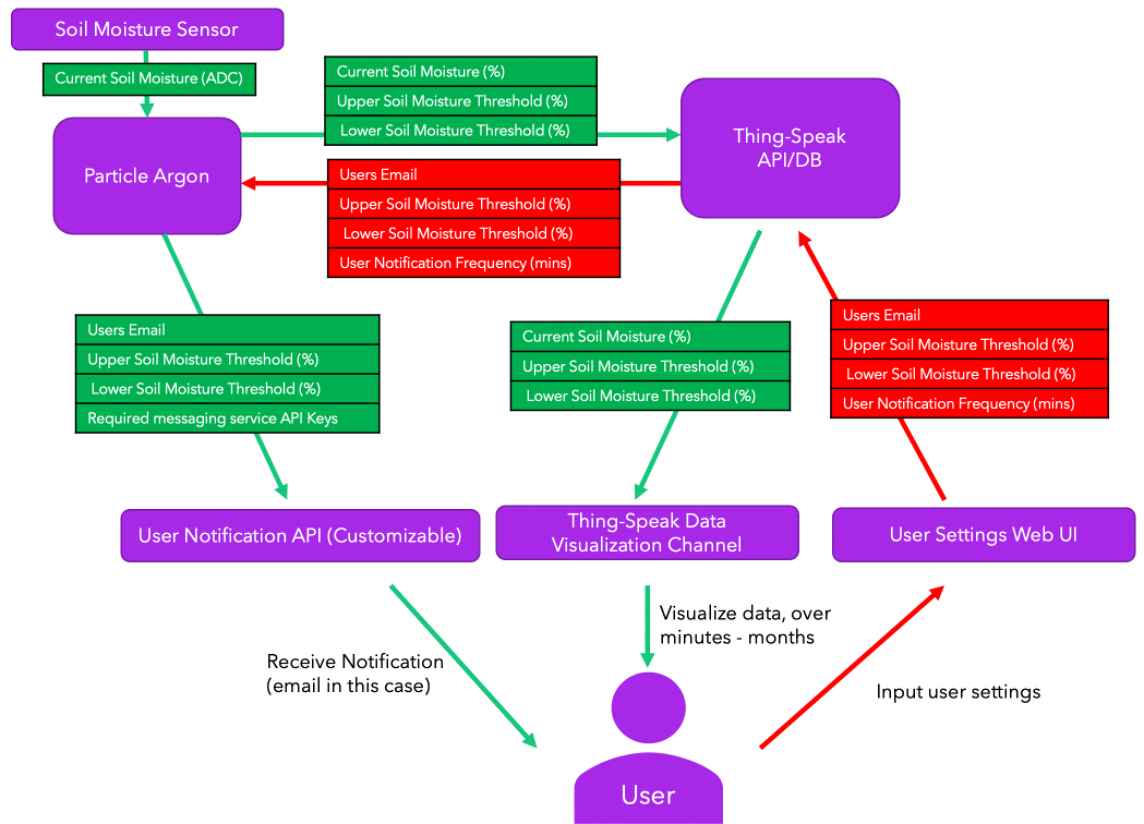 Soil Moisture Sensor
Current Soil Moisture (ADC)
Particle Argon
Current Soil Moisture (%)
Upper Soil Moisture Threshold (%)
Lower Soil Moisture Threshold (%)
Thing-Speak
API/DB
Users Email
Upper Soil Moisture Threshold (%)
Lower Soil Moisture Threshold (%)
User Notification Frequency (mins)
Users Email
Upper Soil Moisture Threshold (%)
Lower Soil Moisture Threshold (%)
Required messaging service API Keys
Current Soil Moisture (%)
Upper Soil Moisture Threshold (%)
Lower Soil Moisture Threshold (%)
Users Email
Upper Soil Moisture Threshold (%)
Lower Soil Moisture Threshold (%)
User Notification Frequency (mins)
User Notification API (Customizable)
Thing-Speak Data
Visualization Channel
User Settings Web UI
Receive Notification
(email in this case)
Visualize data, over
minutes - months
Input user settings
User